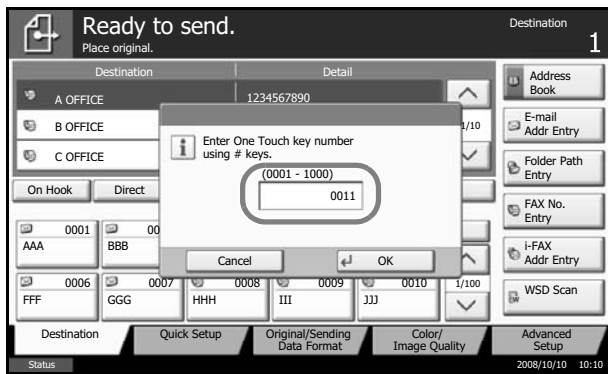 Ready to send.
Place original.
Destination
1
Destination
Detail
A OFFICE
1234567890
B OFFICE
C OFFICE
1/10
Enter One Touch key number
using # keys.
(0001 - 1000)
0011
Cancel
OK
On Hook
Direct
0001
AAA
00
BBB
0006
FFF
0007
GGG
0008
HHH
0009
III
0010
JJJ
1/100
Address
Book
E-mail
Addr Entry
Folder Path
Entry
FAX No.
Entry
i-FAX
Addr Entry
WSD Scan
Destination
Quick Setup
Original/Sending
Data Format
Color/
Image Quality
Advanced
Setup
Status
2008/10/10 10:10